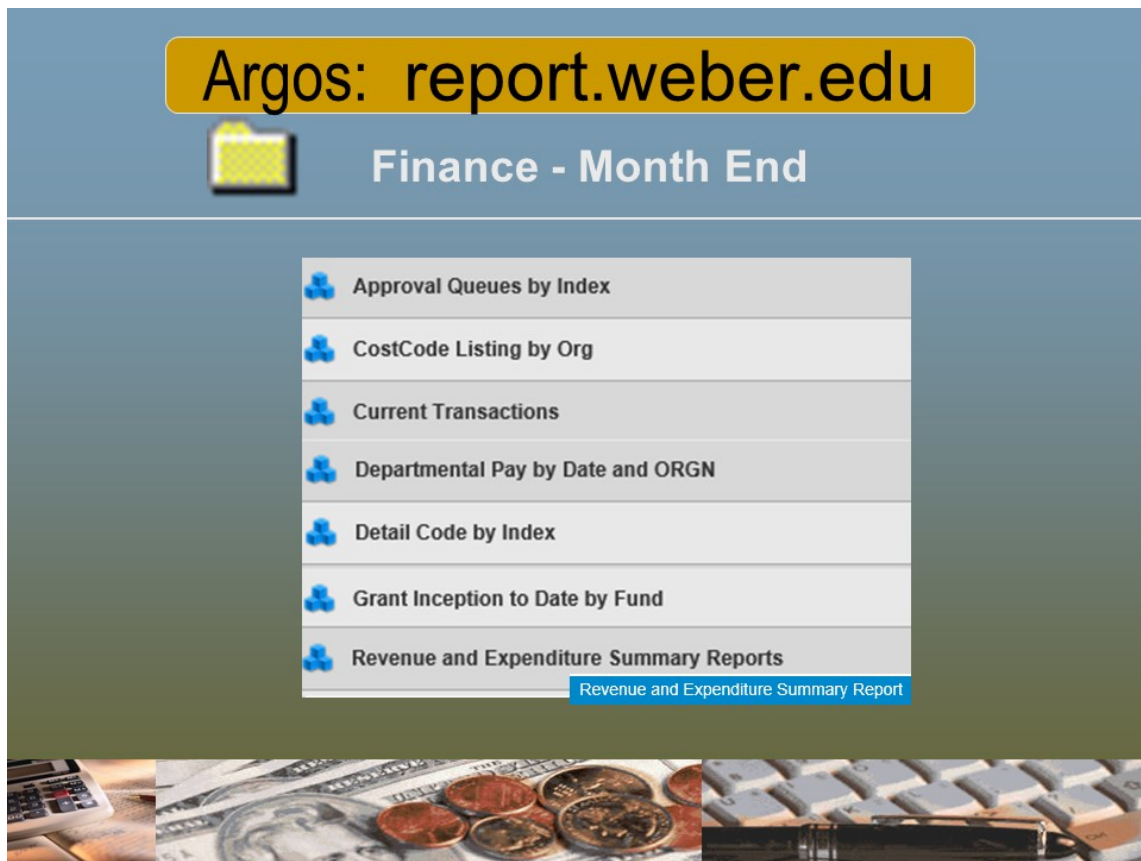 Argos: report.weber.edu
Finance - Month End
Approval Queues by Index
CostCode Listing by Org
Current Transactions
Departmental Pay by Date and ORGN
Detail Code by Index
Grant Inception to Date by Fund
Revenue and Expenditure Summary Reports
Revenue and Expenditure Summary Report